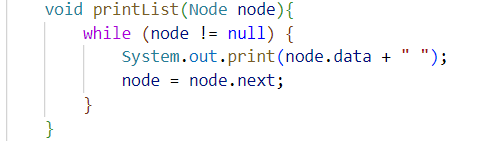 void printList(Node node){
while (node != null) {
System.out.print(node.data + " ");
node = node.next;
}
}